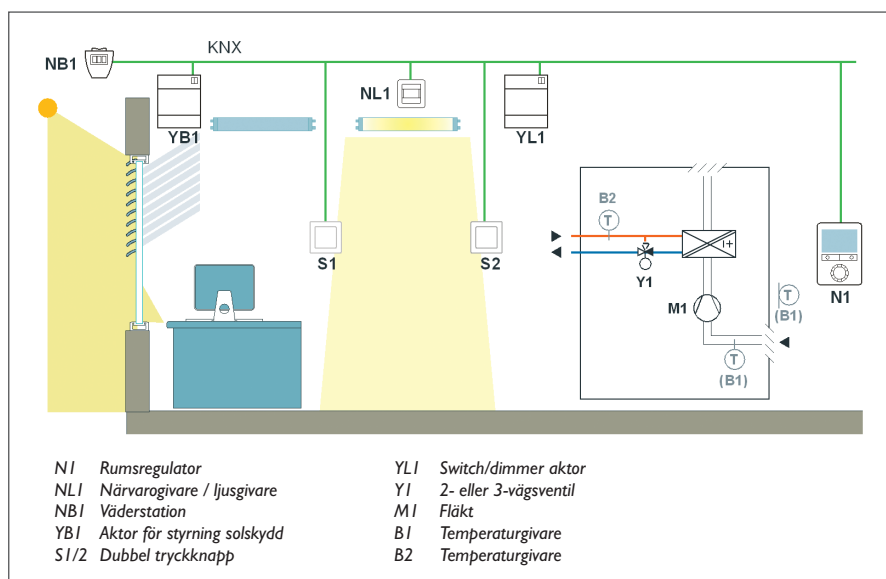 KNX
NB1
YB1
NL1
YL1
S1
S2
B2
T
Y1
M1
T
(B1)
T
(B1)
N1
N1 Rumsregulator
NL1 Närvarogivare / ljusgivare
NB1 Väderstation
YB1 Aktor för styrning solskydd
S1/2 Dubbel tryckknapp
YL1 Switch/dimmer aktor
Y1 2- eller 3-vägsventil
M1 Fläkt
B1 Temperaturgivare
B2 Temperaturgivare